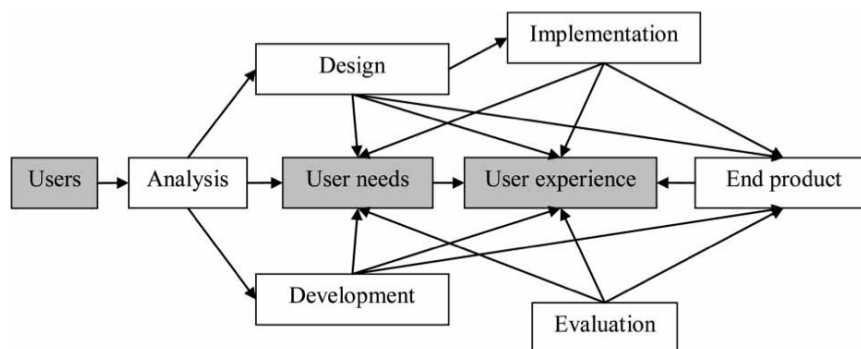 Implementation
Design
Users
Analysis
User needs
User experience
End product
Development
Evaluation